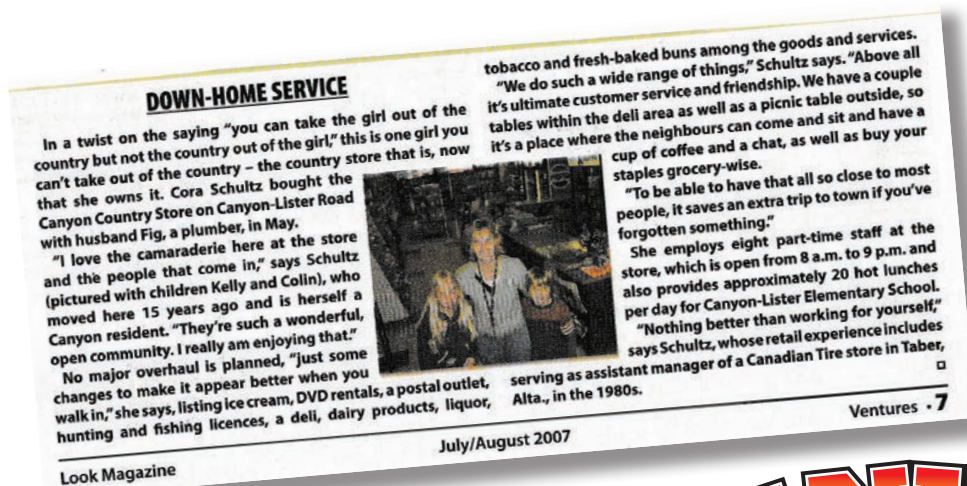 DOWN-HOME SERVICE
In a twist on the saying “you can take the girl out of the
country but not the country out of the girl,” this is one girl you
can’t take out of the country – the country store that is, now
that she owns it. Cora Schultz bought the
Canyon Country Store on Canyon-Lister Road
with husband Fig, a plumber, in May.
“I love the camaraderie here at the store
and the people that come in,” says Schultz
(pictured with children Kelly and Colin), who
moved here 15 years ago and is herself a
Canyon resident. “They’re such a wonderful,
open community. I really am enjoying that.”
No major overhaul is planned, “just some
changes to make it appear better when you
walk in,” she says, listing ice cream, DVD rentals, a postal outlet,
hunting and fishing licences, a deli, dairy products, liquor,
tobacco and fresh-baked buns among the goods and services.
“We do such a wide range of things,” Schultz says. “Above all
it’s ultimate customer service and friendship. We have a couple
tables within the deli area as well as a picnic table outside, so
it’s a place where the neighbours can come and sit and have a
cup of coffee and a chat, as well as buy your
staples grocery-wise.
“To be able to have that all so close to most
people, it saves an extra trip to town if you’ve
forgotten something.”
She employs eight part-time staff at the
store, which is open from 8 a.m. to 9 p.m. and
also provides approximately 20 hot lunches
per day for Canyon-Lister Elementary School.
“Nothing better than working for yourself,”
says Schultz, whose retail experience includes
serving as assistant manager of a Canadian Tire store in Taber,
Alta., in the 1980s.
Look Magazine
July/August 2007
Ventures • 7